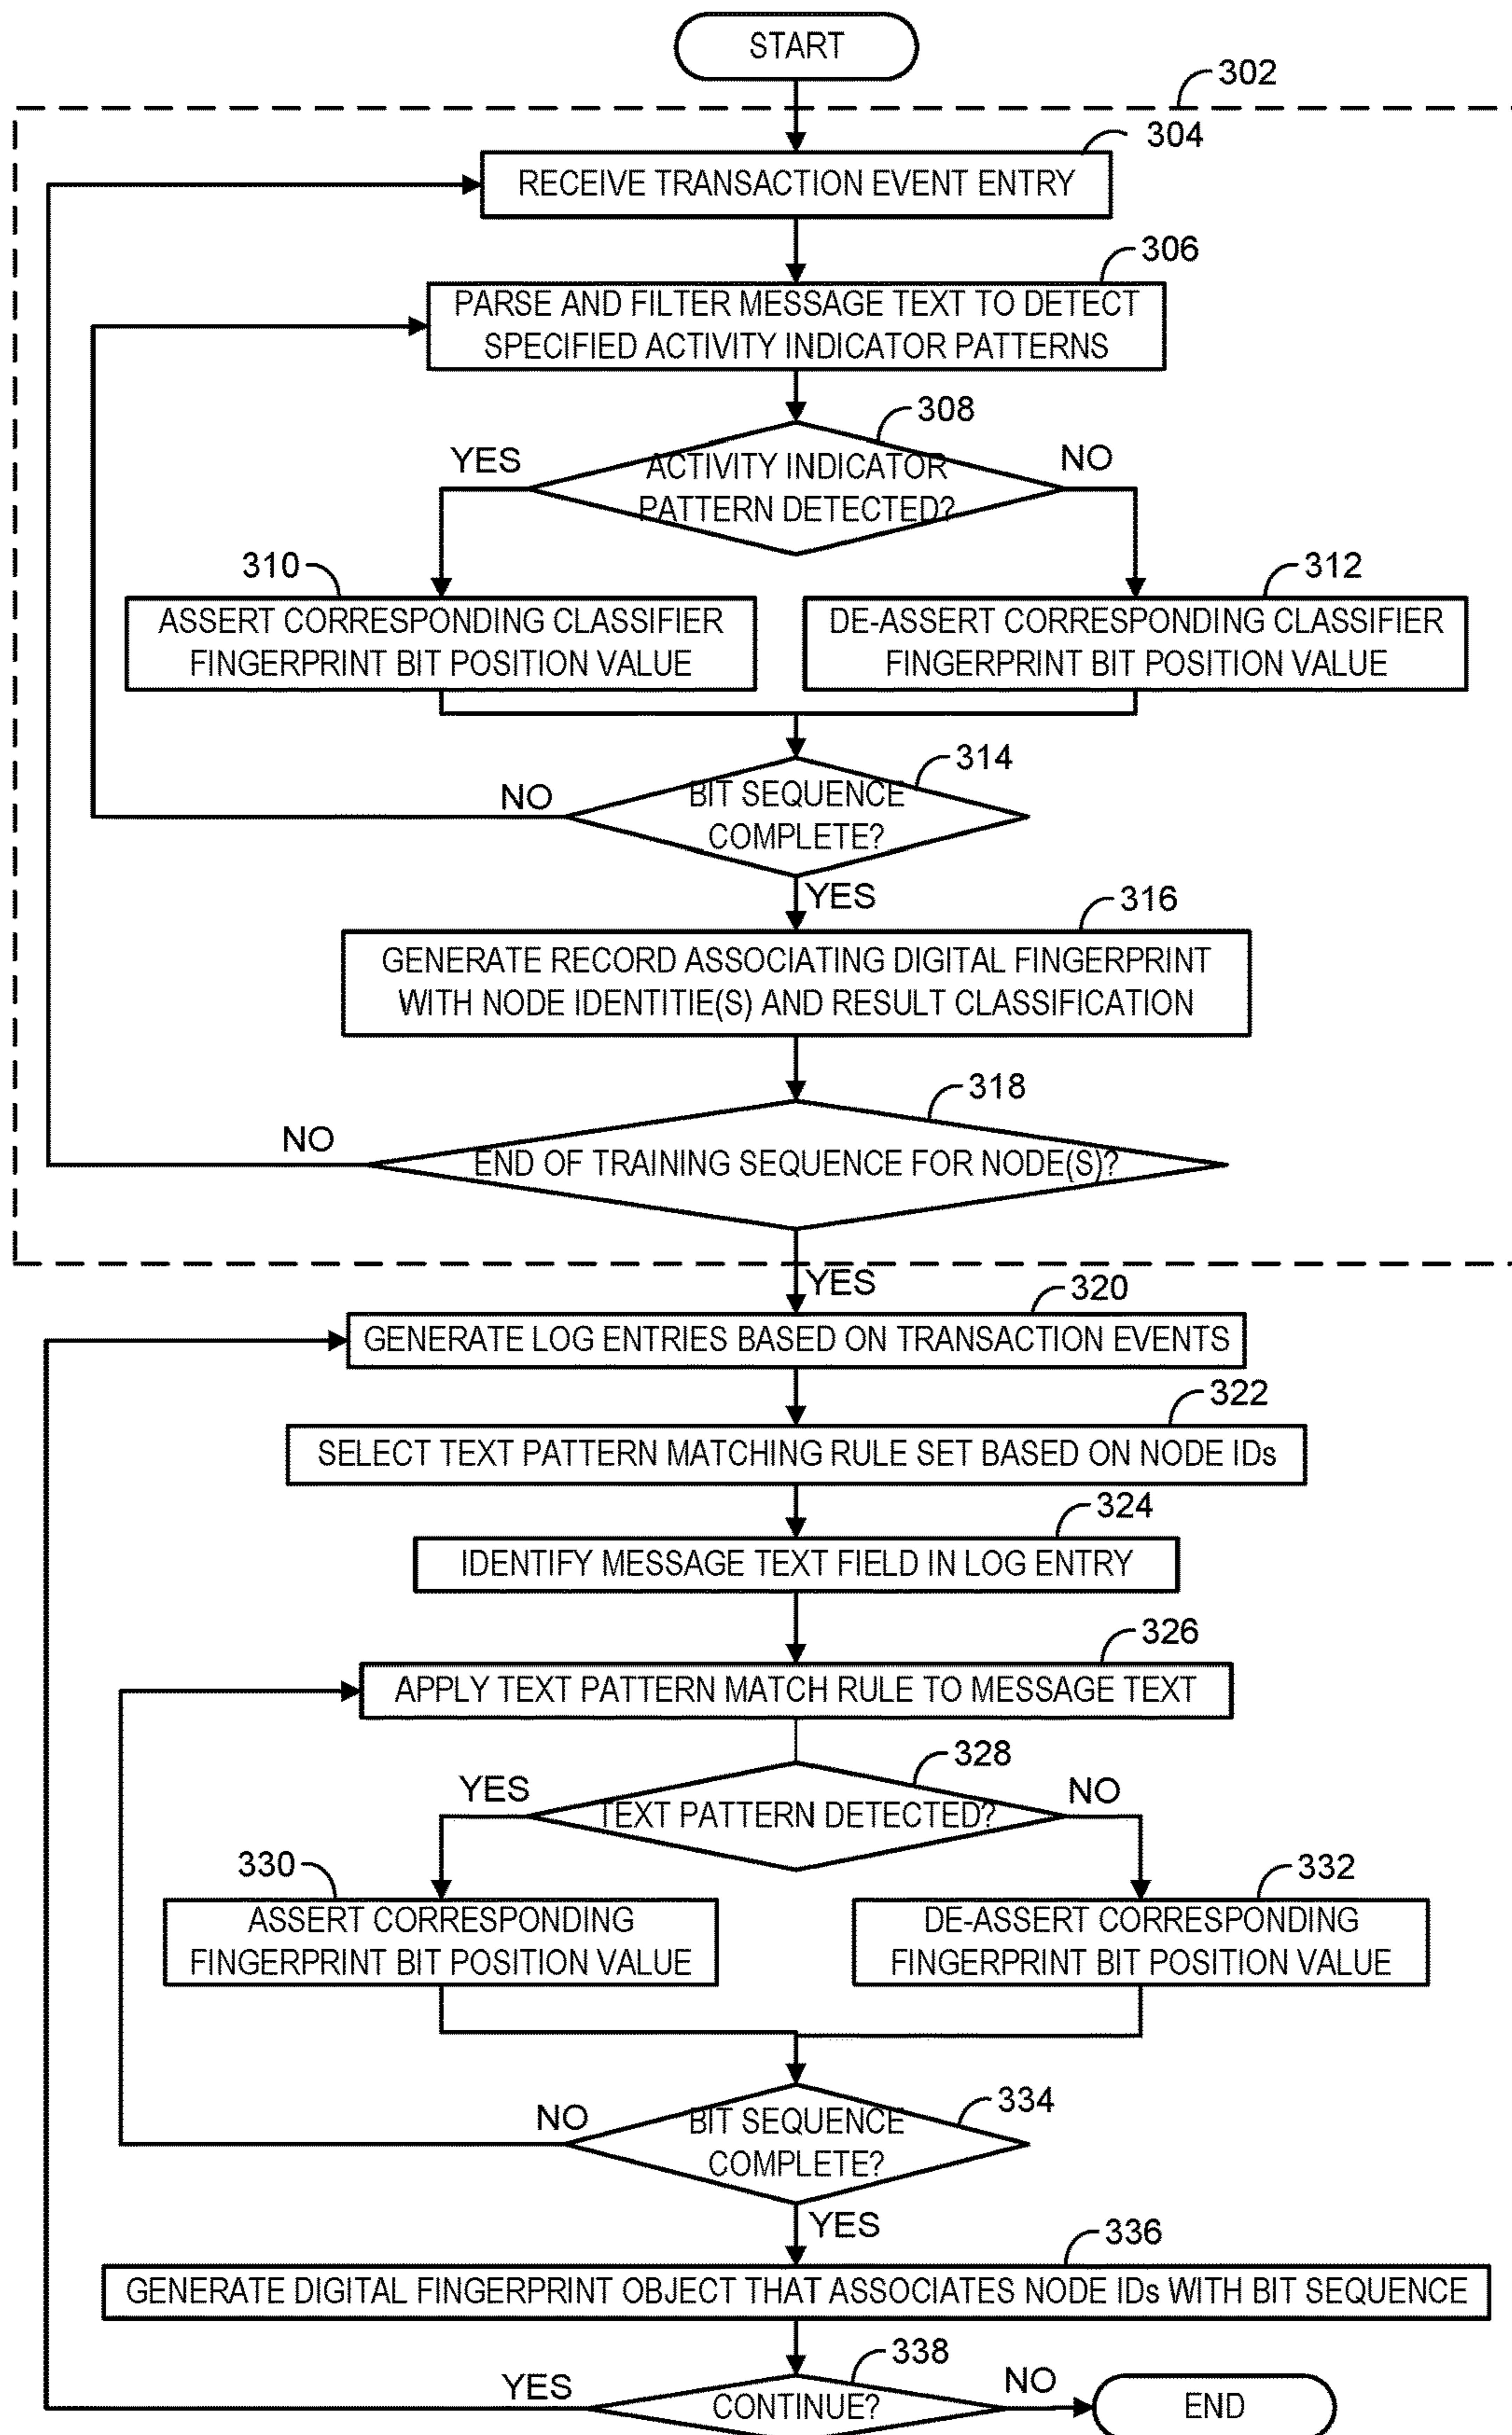 START
302
304
RECEIVE TRANSACTION EVENT ENTRY
306
PARSE AND FILTER MESSAGE TEXT TO DETECT
SPECIFIED ACTIVITY INDICATOR PATTERNS
308
YES
ACTIVITY INDICATOR
PATTERN DETECTED?
NO
310
312
ASSERT CORRESPONDING CLASSIFIER
FINGERPRINT BIT POSITION VALUE
DE-ASSERT CORRESPONDING CLASSIFIER
FINGERPRINT BIT POSITION VALUE
314
NO
BIT SEQUENCE
COMPLETE?
YES
316
GENERATE RECORD ASSOCIATING DIGITAL FINGERPRINT
WITH NODE IDENTITIE(S) AND RESULT CLASSIFICATION
318
NO
END OF TRAINING SEQUENCE FOR NODE(S)?
YES
320
GENERATE LOG ENTRIES BASED ON TRANSACTION EVENTS
322
SELECT TEXT PATTERN MATCHING RULE SET BASED ON NODE IDs
324
IDENTIFY MESSAGE TEXT FIELD IN LOG ENTRY
326
APPLY TEXT PATTERN MATCH RULE TO MESSAGE TEXT
328
YES
TEXT PATTERN DETECTED?
NO
330
332
ASSERT CORRESPONDING
FINGERPRINT BIT POSITION VALUE
DE-ASSERT CORRESPONDING
FINGERPRINT BIT POSITION VALUE
334
NO
BIT SEQUENCE
COMPLETE?
YES
336
GENERATE DIGITAL FINGERPRINT OBJECT THAT ASSOCIATES NODE IDs WITH BIT SEQUENCE
338
YES
CONTINUE?
NO
END